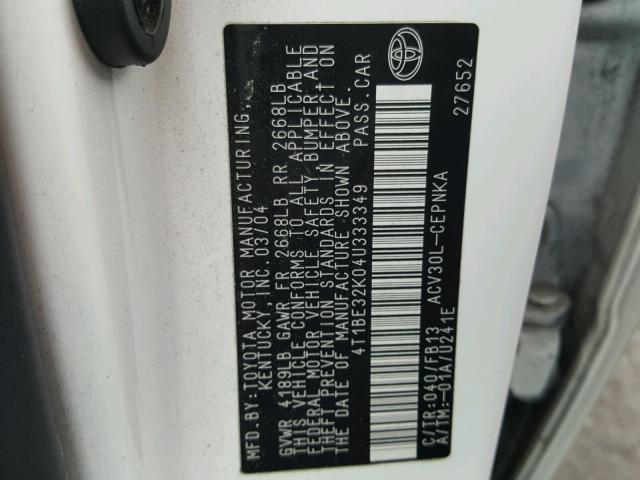 MFD.BY:TOYOTA MOTOR MANUFACTURING,
KENTUCKY, INC. 03/04
GVWR 4189LB GAWR FR 2668LB RR 2668LB
THIS VEHICLE CONFORMS TO ALL APPLICABLE
FEDERAL MOTOR VEHICLE SAFETY, BUMPER, AND
THEFT PREVENTION STANDARDS IN EFFECT ON
THE DATE OF MANUFACTURE SHOWN ABOVE.
4T1BE32K04U333349 PASS.CAR
C/TR:040/FB13 ACV30L-CEPNKA
A/TM:-01A/U241E 27652